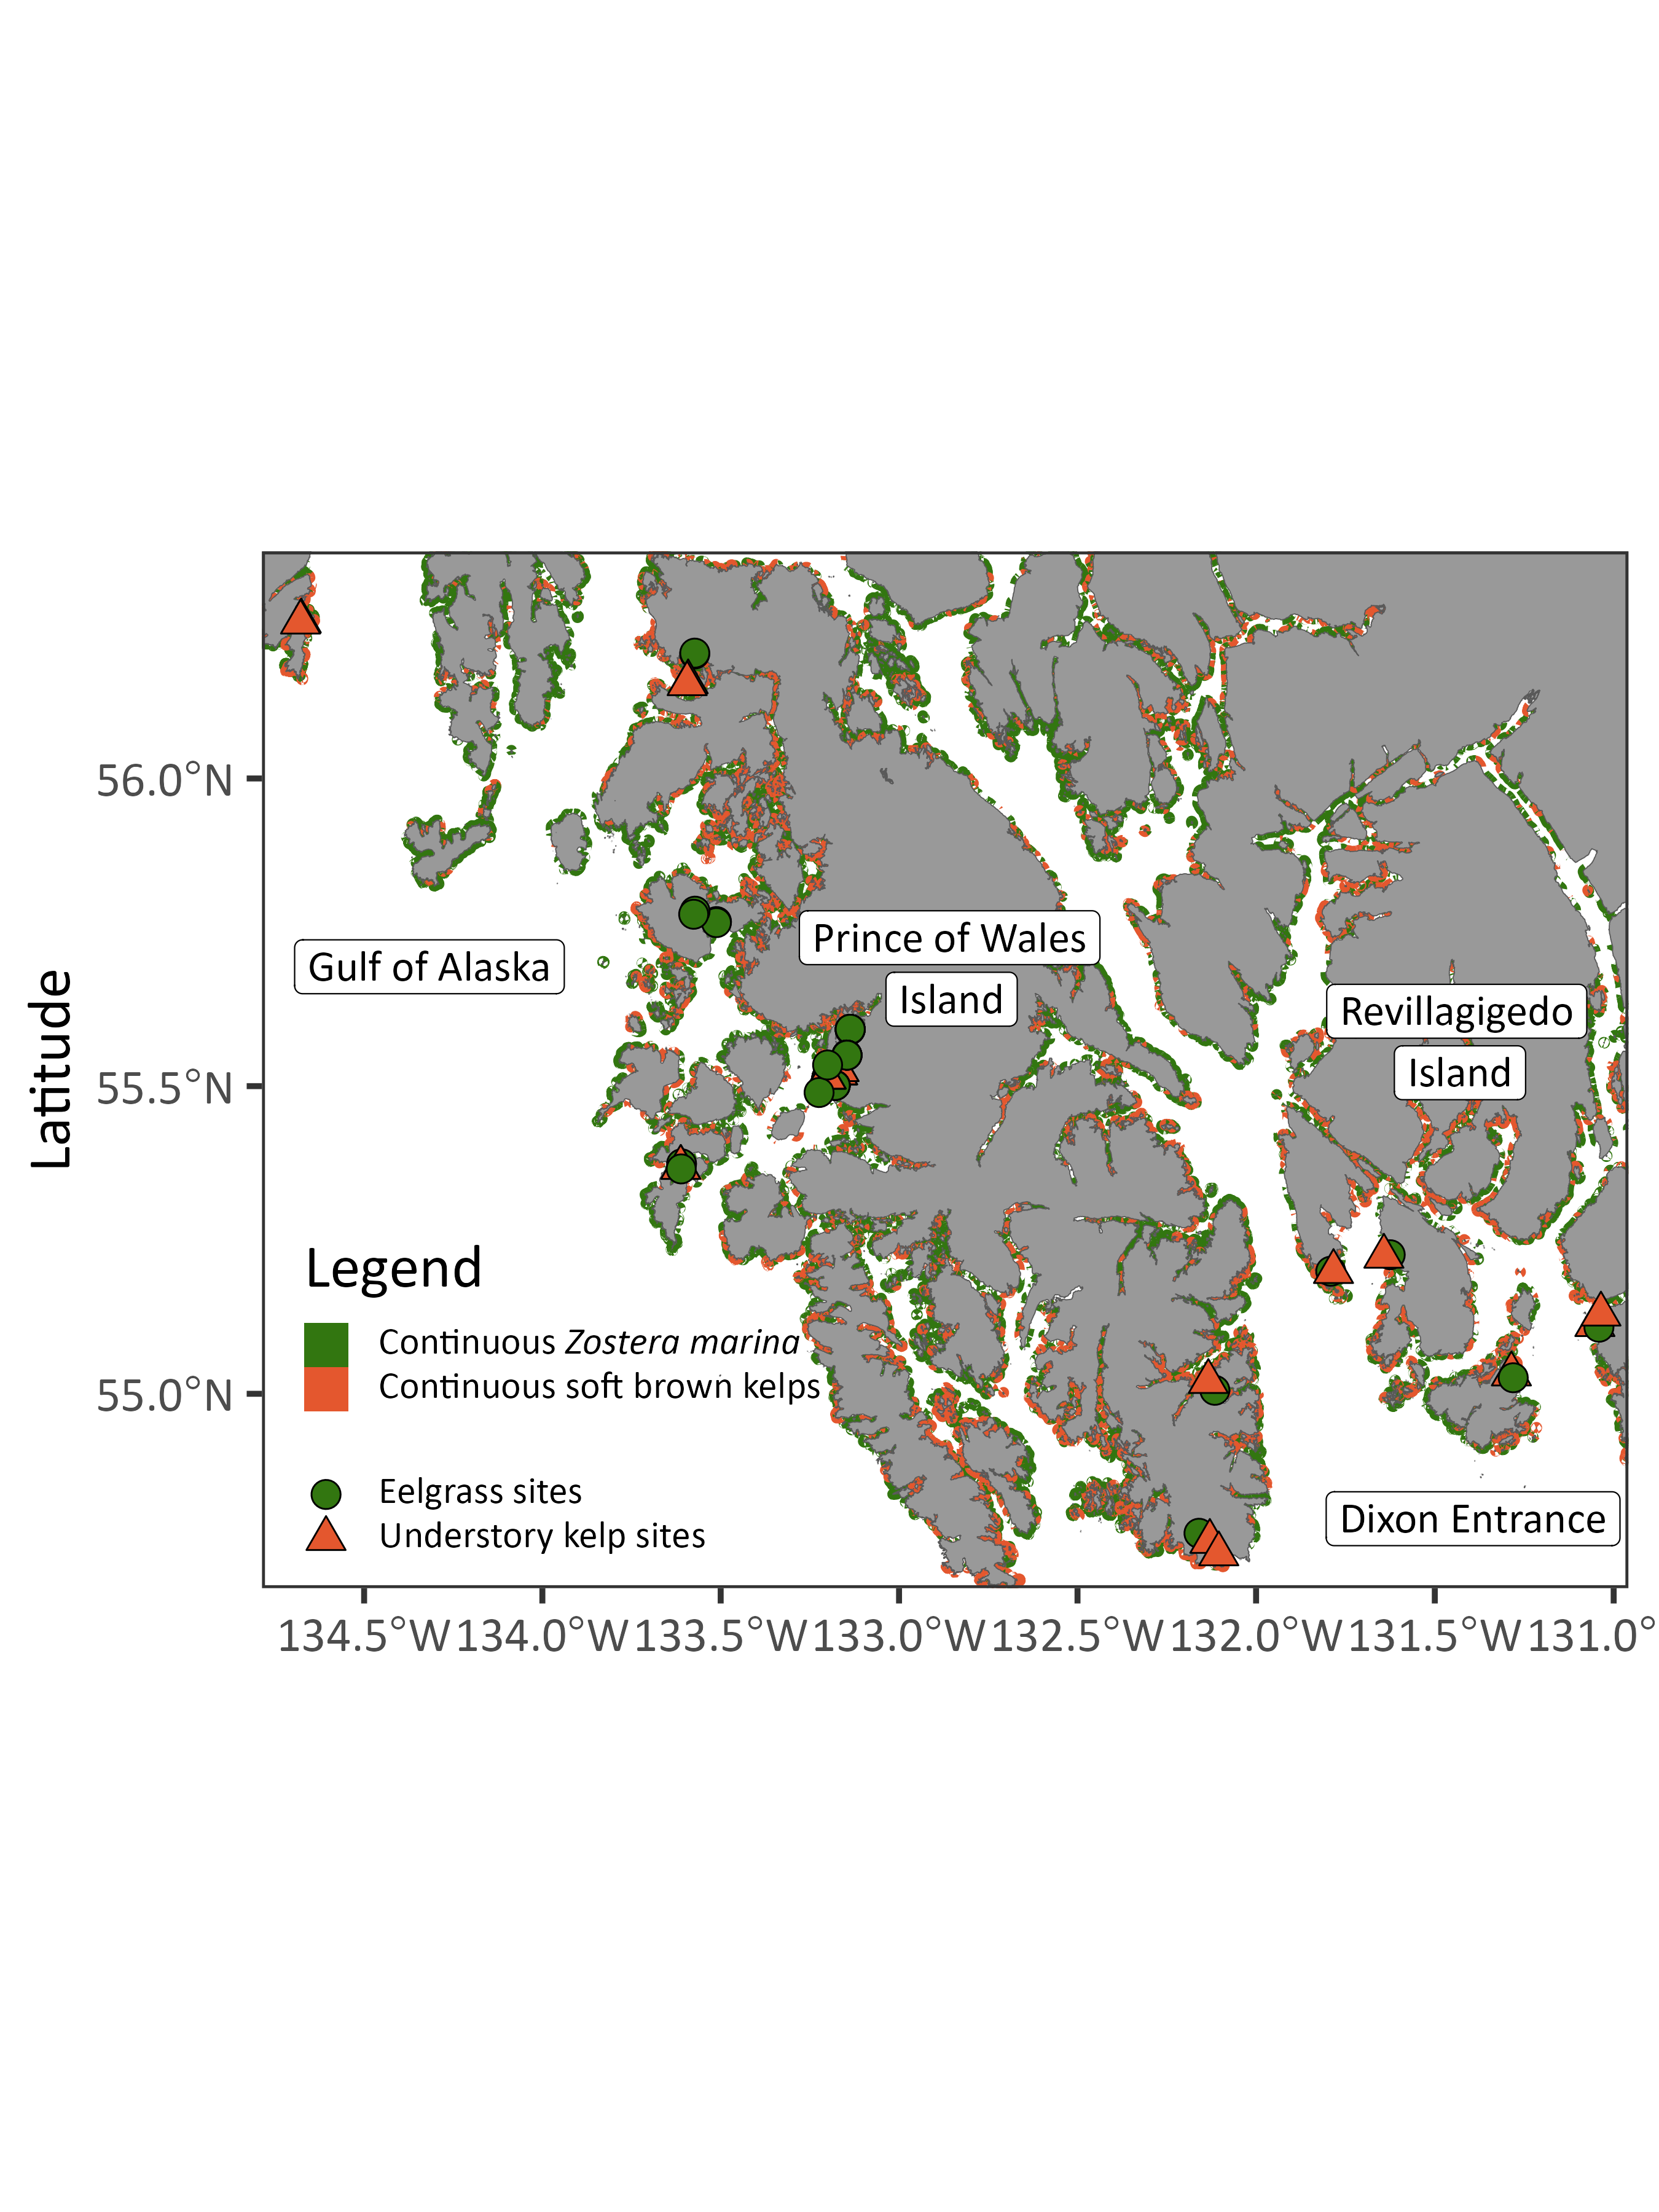 56.0°N
55.5°N
55.0°N
Latitude
Gulf of Alaska
Prince of Wales
Island
Revillagigedo
Island
Dixon Entrance
Legend
Continuous Zostera marina
Continuous soft brown kelps
Eelgrass sites
Understory kelp sites
134.5°W 134.0°W 133.5°W 133.0°W 132.5°W 132.0°W 131.5°W 131.0°